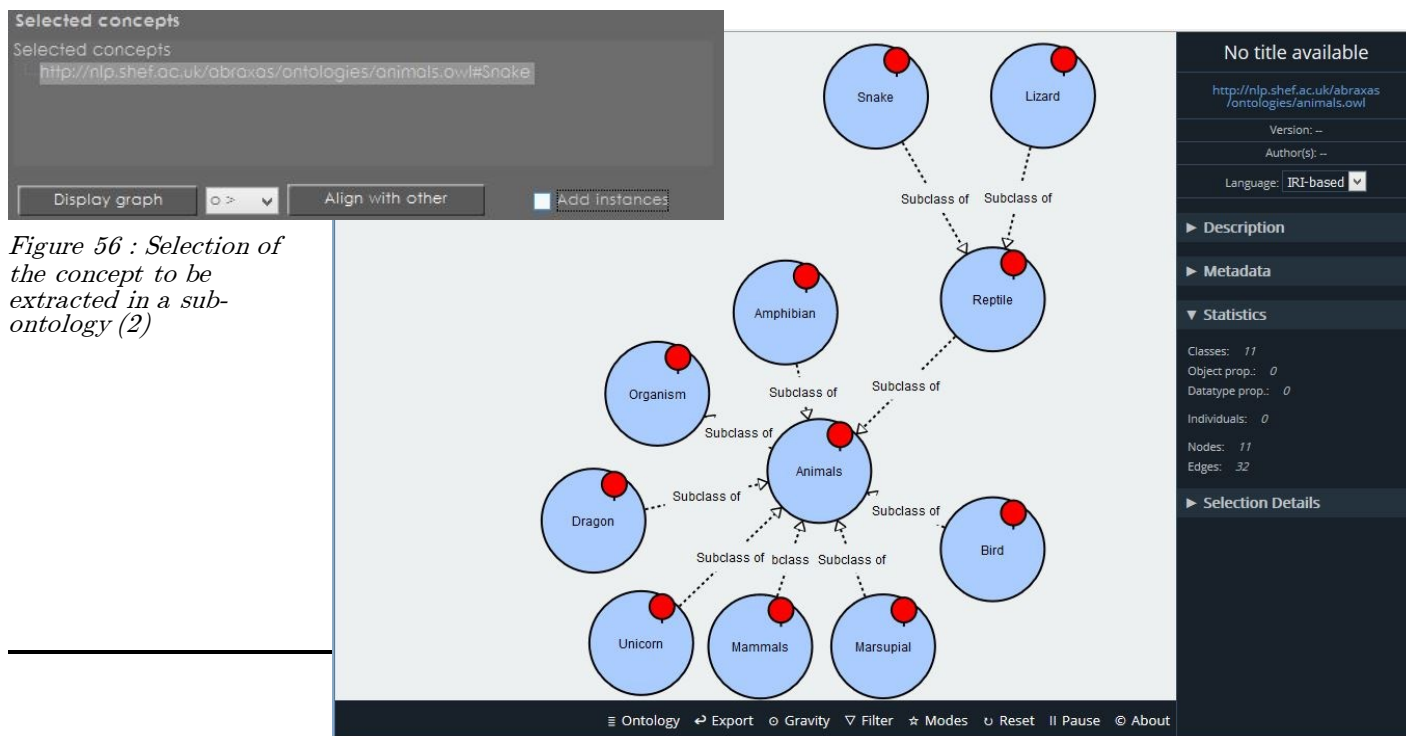 Selected concepts
Selected concepts
http://nlp.shef.ac.uk/abraxas/ontologies/animals.owl#Snake
Display graph
o >
Align with other
Add instances
Figure 56 : Selection of
the concept to be
extracted in a sub-
ontology (2)
Snake
Lizard
Subclass of
Subclass of
Reptile
Amphibian
Organism
Subclass of
Subclass of
Subclass of
Animals
Dragon
Subclass of
Subclass of
Bird
Subclass of
bclass
Subclass of
Unicorn
Mammals
Marsupial
≡ Ontology
Export
Gravity
Filter
Modes
Reset
II Pause
© About
No title available
http://nlp.shef.ac.uk/abraxas
/ontologies/animals.owl
Version: --
Author(s): --
Language: IRI-based
► Description
► Metadata
▼ Statistics
Classes: 11
Object prop.: 0
Datatype prop.: 0
Individuals: 0
Nodes: 11
Edges: 32
► Selection Details